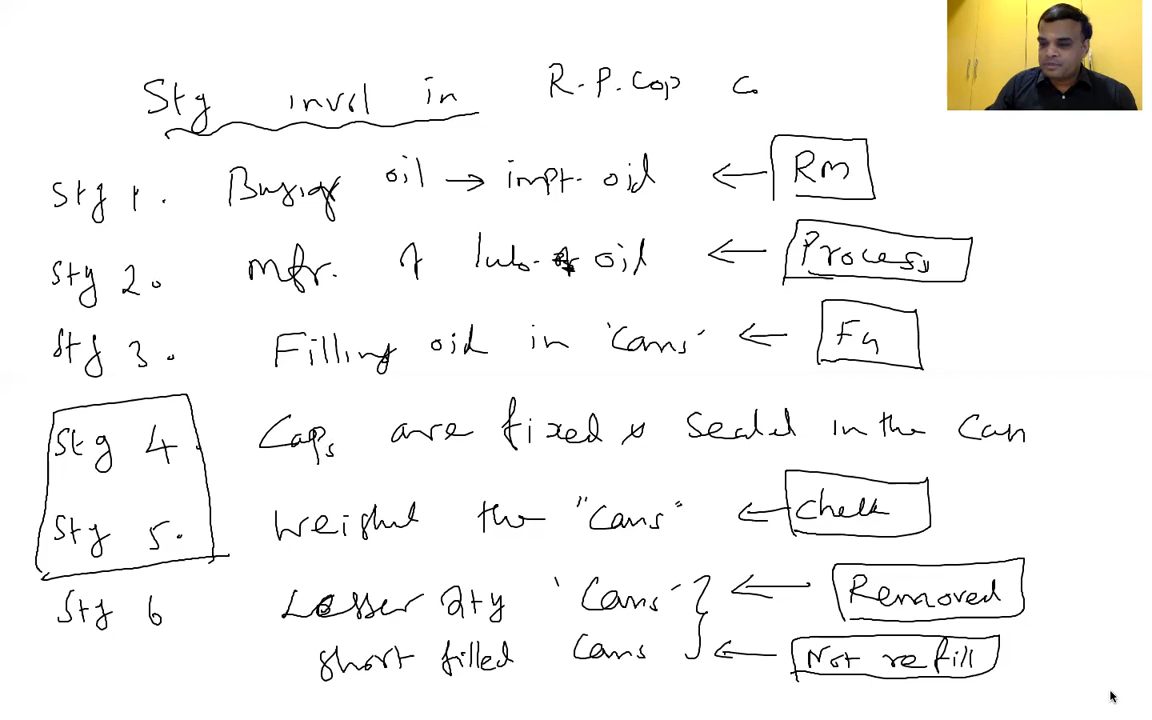 Stg invol in R.P. Cop Co
Stg 1. Buying oil → impt. oil ← RM
Stg 2. Mfr. of lub. oil ← Process
Stg 3. Filling oil in 'Cans' ← FG
Stg 4. Caps are fixed & Sealed in the Can
Stg 5. Weight the "Cans" ← Check
Stg 6 Lesser Qty 'Cans' ← Removed
Short filled Cans ← Not refill